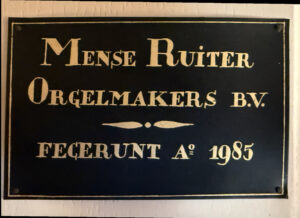 Mense Ruiter
Orgelmakers B.V.
FECERUNT Aº 1985